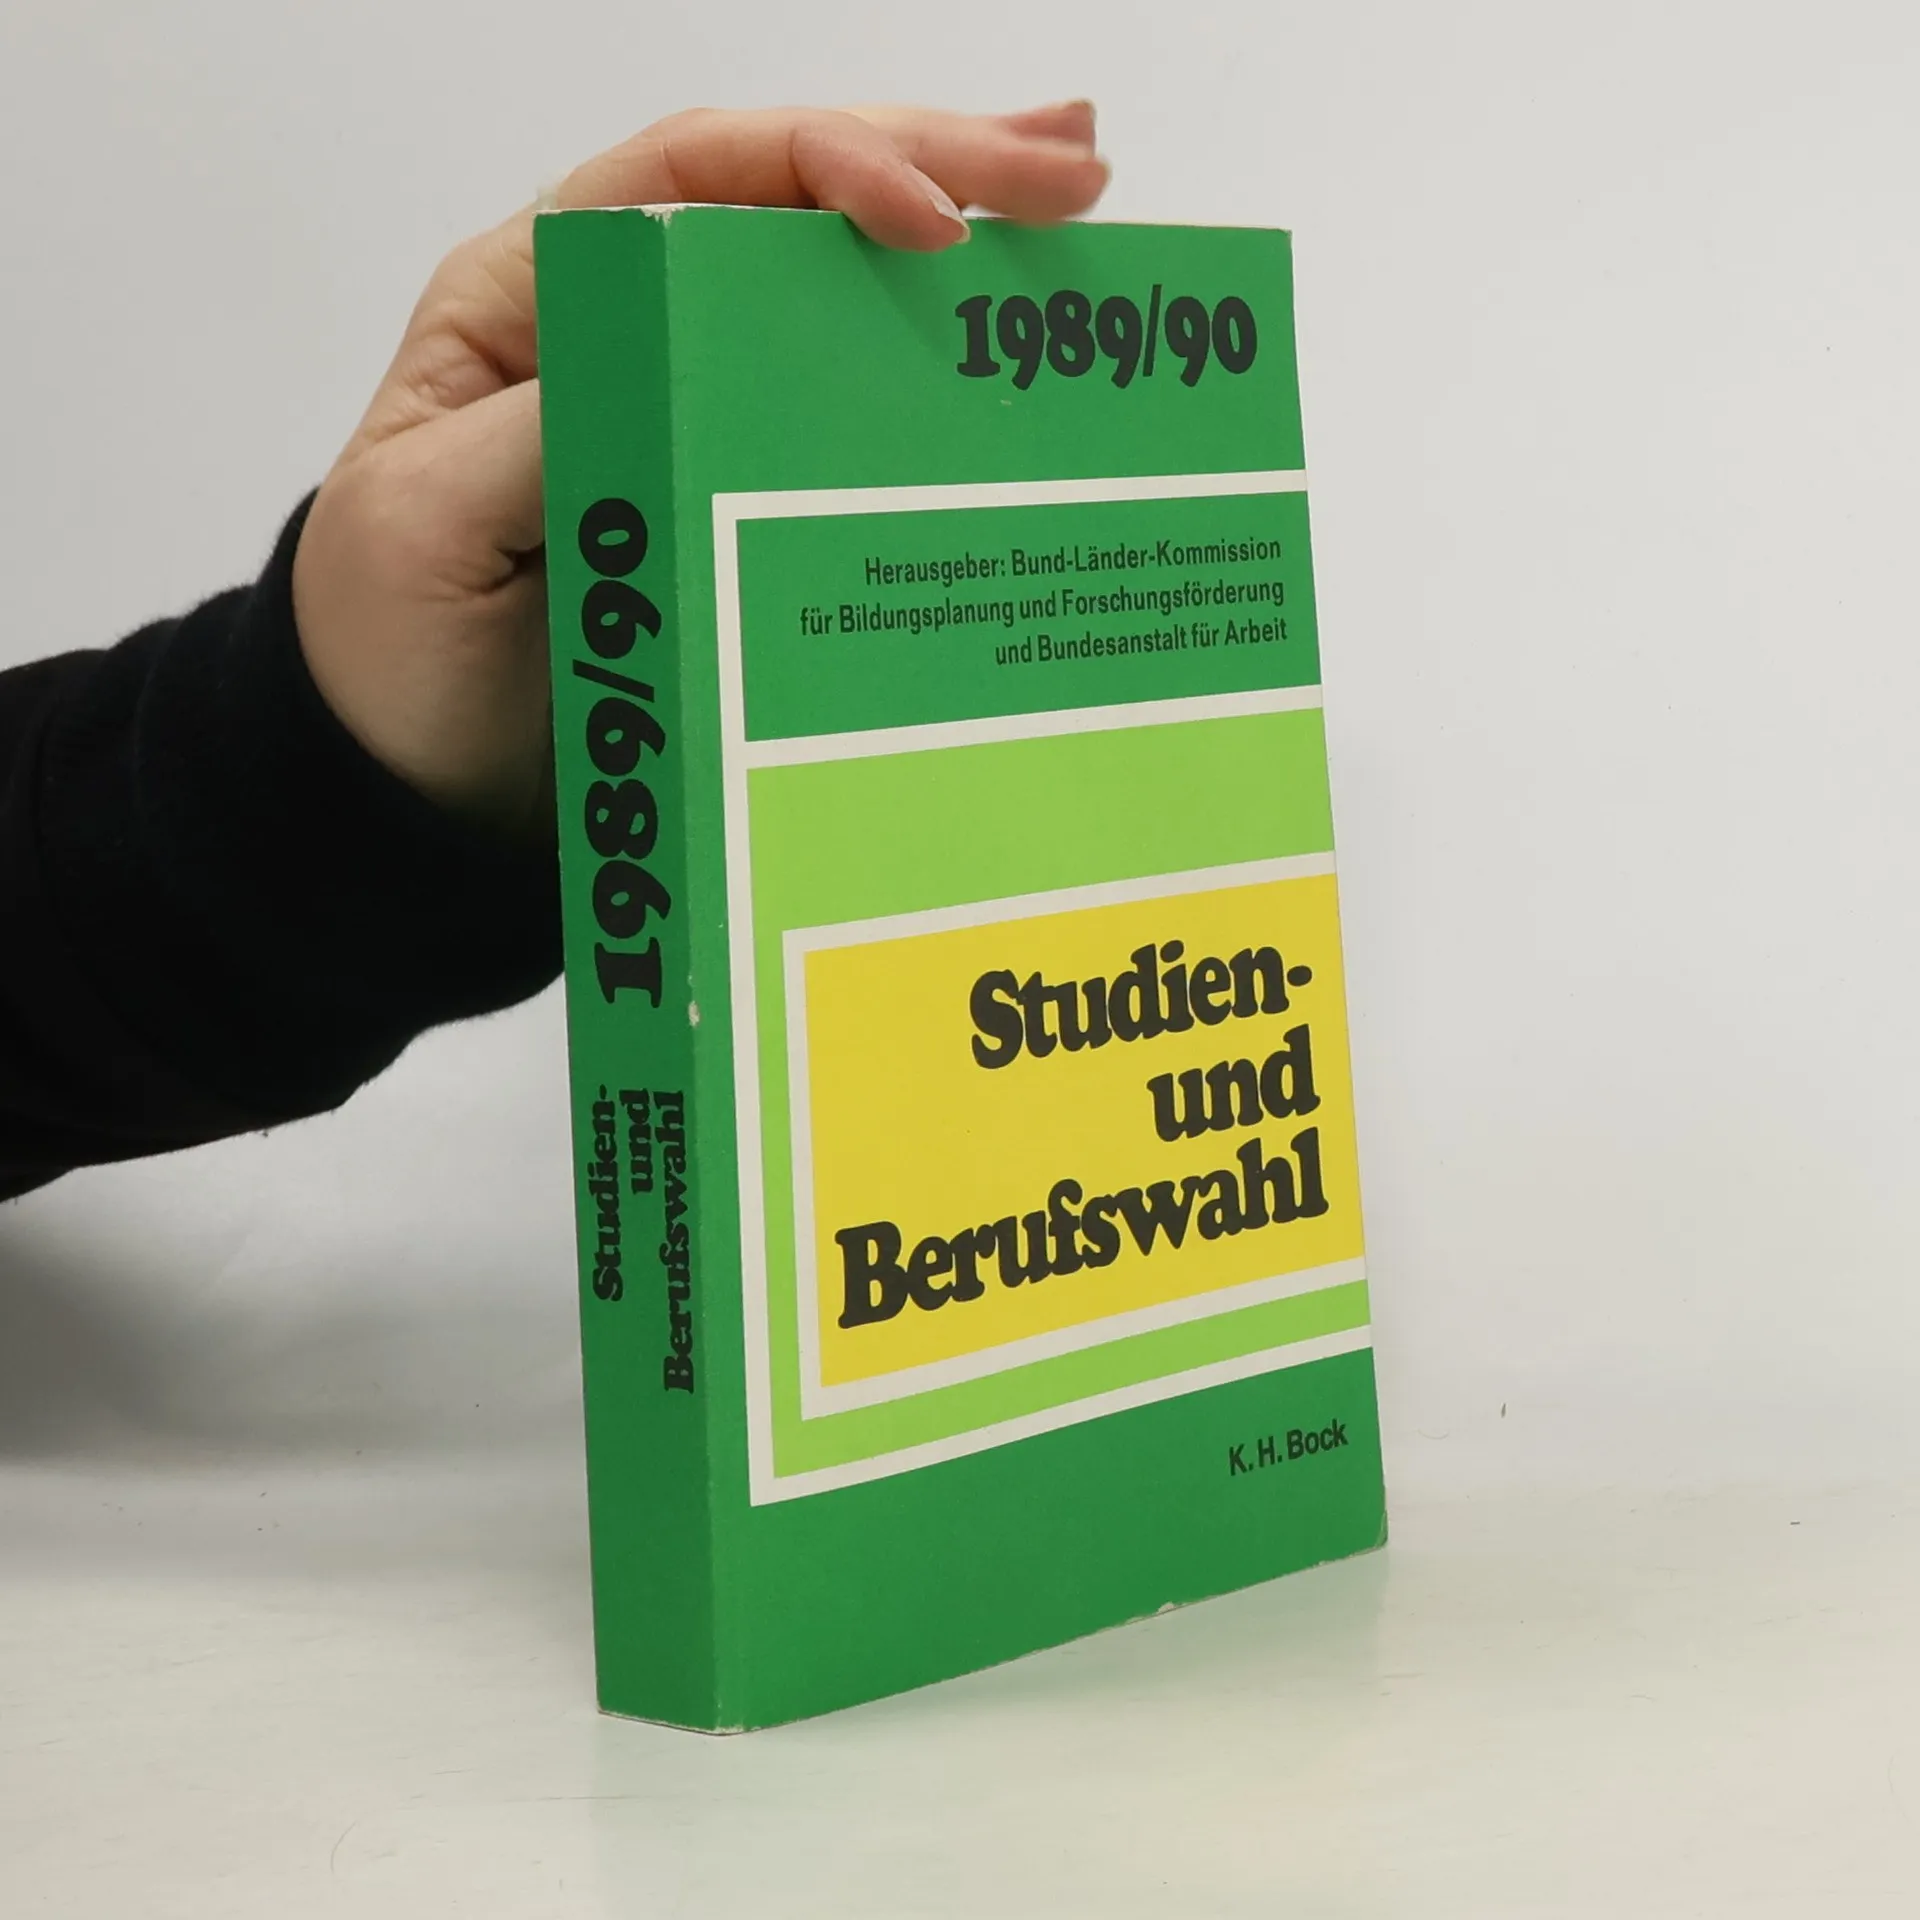 1989/90
Herausgeber: Bund-Länder-Kommission
für Bildungsplanung und Forschungsförderung
und Bundesanstalt für Arbeit
Studien-
und
Berufswahl
K. H. Bock
1989/90
Studien-
und
Berufswahl